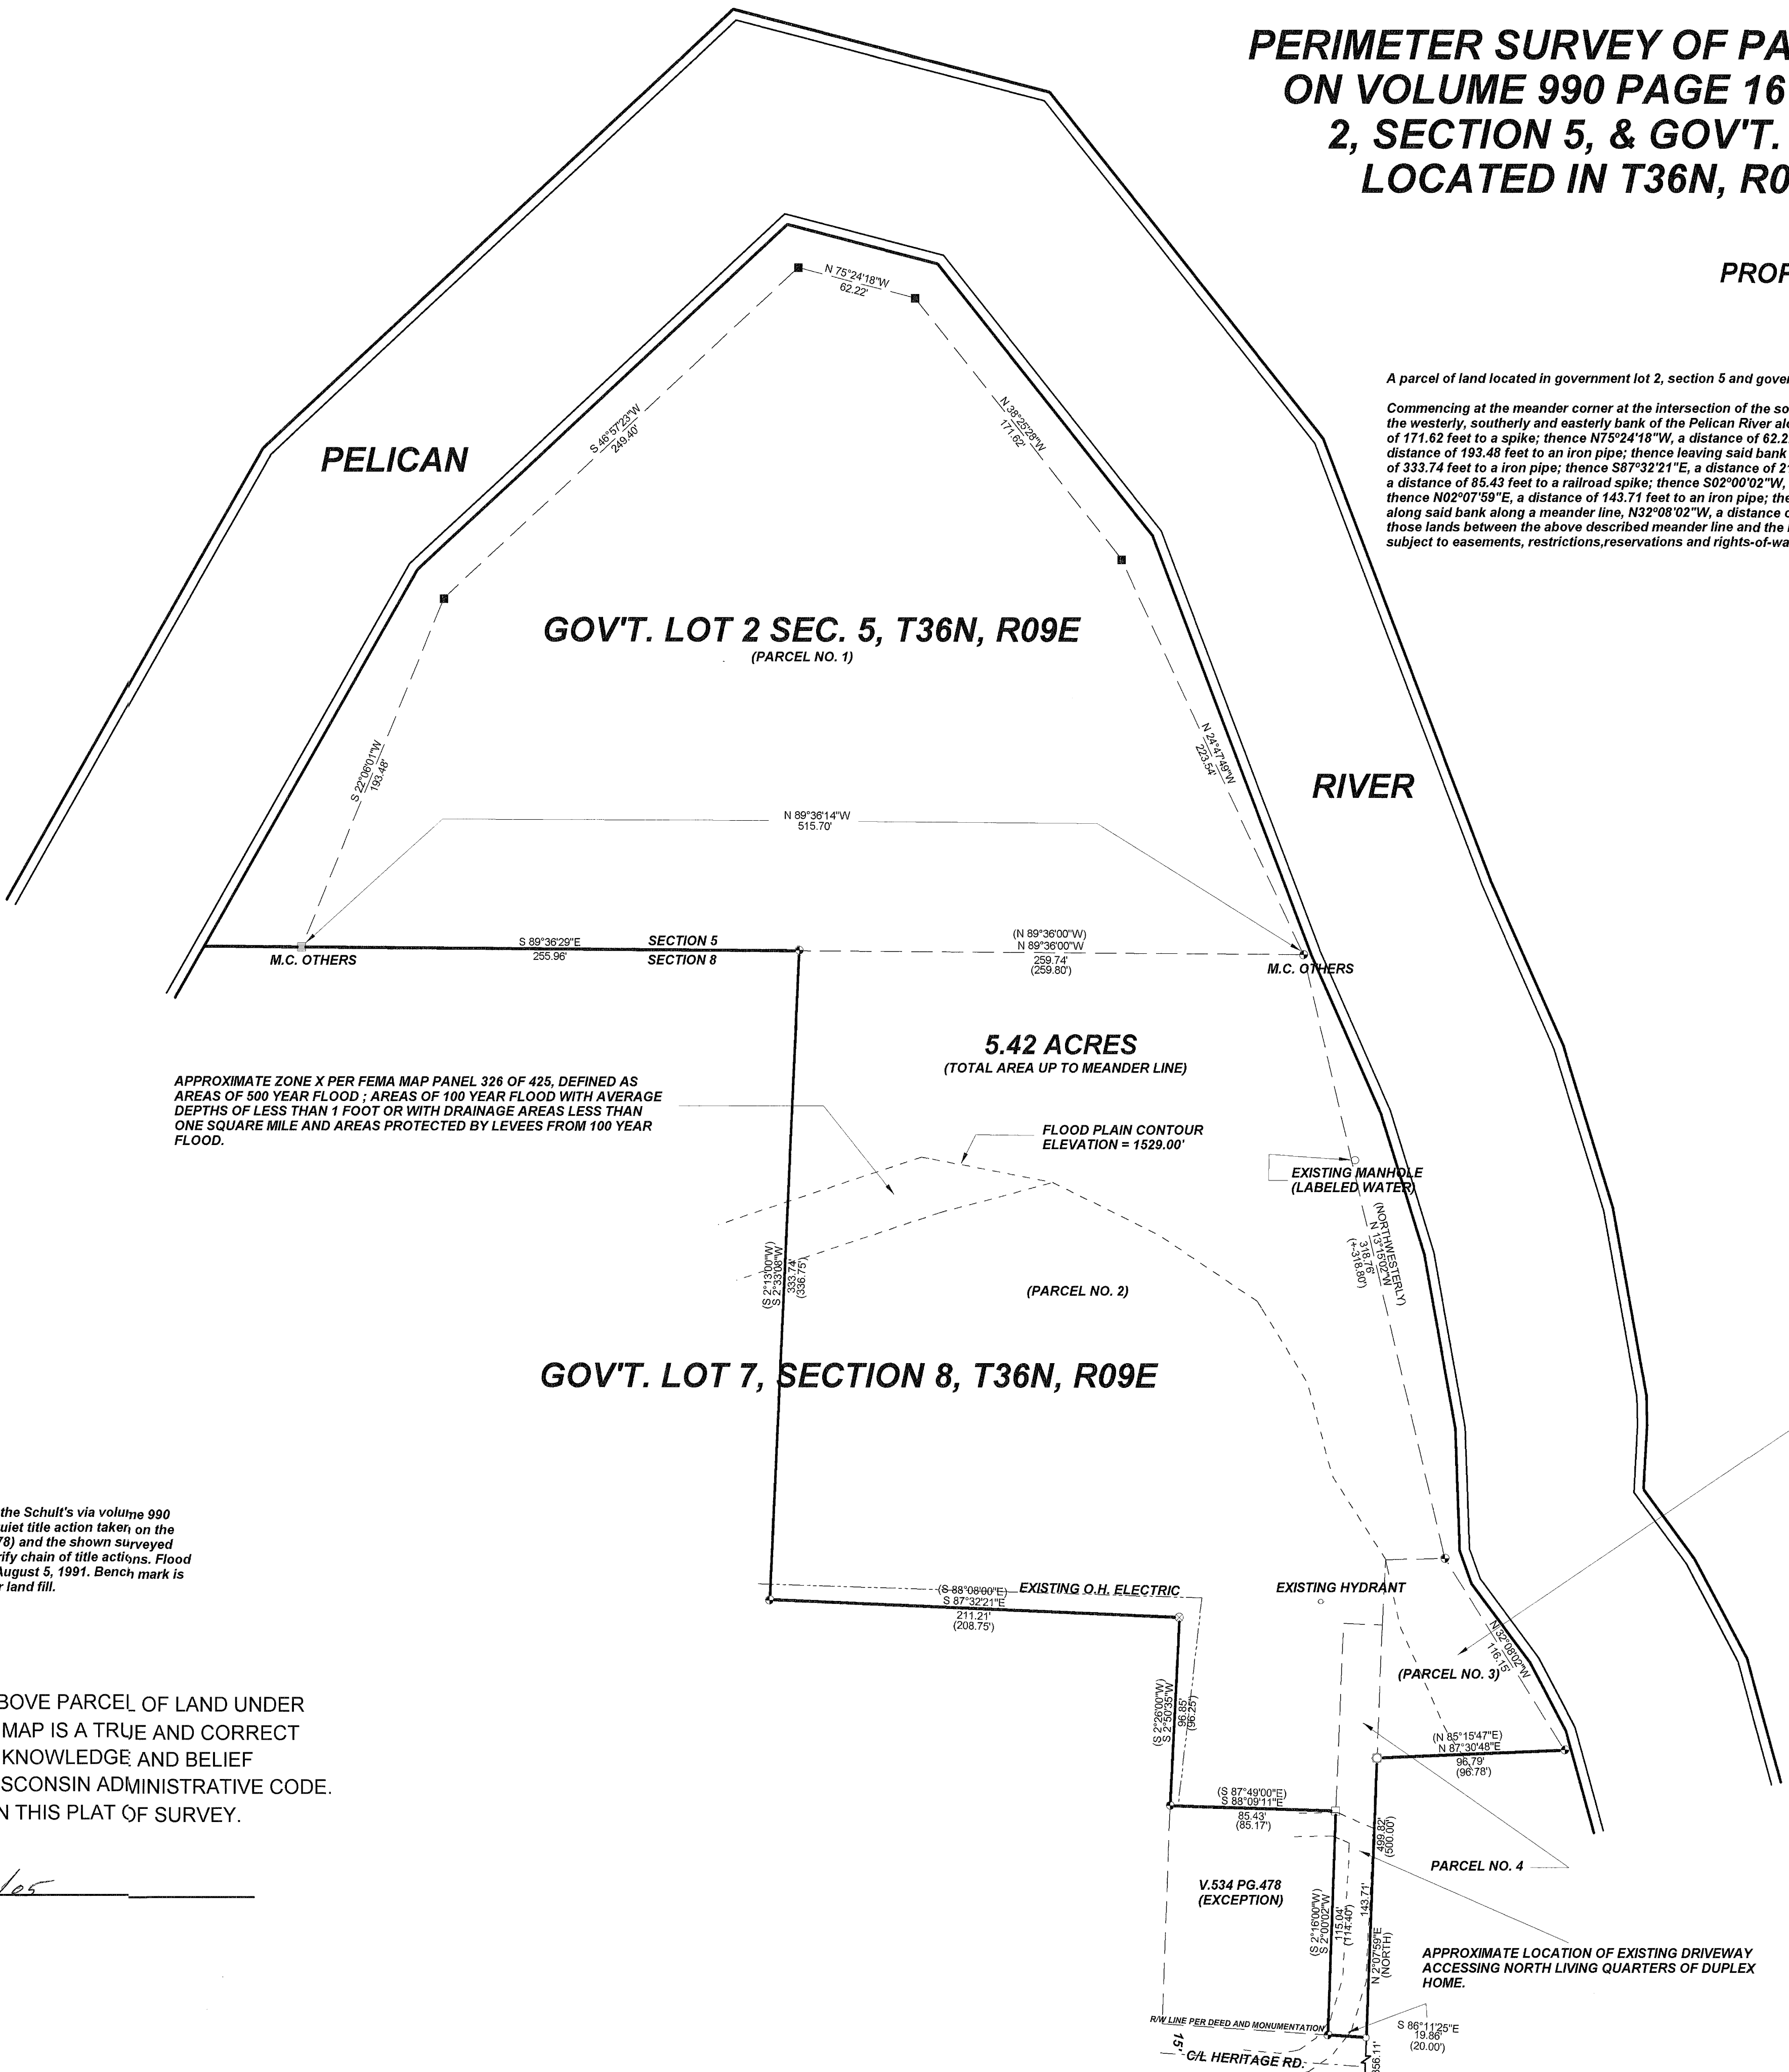 PERIMETER SURVEY OF PA
ON VOLUME 990 PAGE 16
2, SECTION 5, & GOV'T.
LOCATED IN T36N, R0
PROF
A parcel of land located in government lot 2, section 5 and gover
Commencing at the meander corner at the intersection of the so
the westerly, southerly and easterly bank of the Pelican River alo
of 171.62 feet to a spike; thence N75º24'18"W, a distance of 62.2
distance of 193.48 feet to an iron pipe; thence leaving said bank
of 333.74 feet to a iron pipe; thence S87º32'21"E, a distance of 21
a distance of 85.43 feet to a railroad spike; thence S02º00'02"W,
thence N02º07'59"E, a distance of 143.71 feet to an iron pipe; the
along said bank along a meander line, N32º08'02"W, a distance o
those lands between the above described meander line and the
subject to easements, restrictions,reservations and rights-of-wa
N 75°24'18"W
62.22'
S 46°57'23"W
249.40'
N 38°25'28"W
171.62'
PELICAN
GOV'T. LOT 2 SEC. 5, T36N, R09E
(PARCEL NO. 1)
S 22°06'01"W
193.48'
N 24°47'49"W
223.54'
RIVER
N 89°36'14"W
515.70'
S 89°36'29"E
255.96'
SECTION 5
SECTION 8
(N 89°36'00"W)
N 89°36'00"W
259.74'
(259.80')
M.C. OTHERS
M.C. OTHERS
5.42 ACRES
(TOTAL AREA UP TO MEANDER LINE)
APPROXIMATE ZONE X PER FEMA MAP PANEL 326 OF 425, DEFINED AS
AREAS OF 500 YEAR FLOOD ; AREAS OF 100 YEAR FLOOD WITH AVERAGE
DEPTHS OF LESS THAN 1 FOOT OR WITH DRAINAGE AREAS LESS THAN
ONE SQUARE MILE AND AREAS PROTECTED BY LEVEES FROM 100 YEAR
FLOOD.
FLOOD PLAIN CONTOUR
ELEVATION = 1529.00'
EXISTING MANHOLE
(LABELED WATER)
(NORTHWESTERLY)
N 13°15'02"W
318.76'
(+-318.80')
(S 2°13'00"W)
S 2°33'08"W
333.74'
(336.75')
(PARCEL NO. 2)
GOV'T. LOT 7, SECTION 8, T36N, R09E
the Schult's via volume 990
uiet title action taken on the
78) and the shown surveyed
rify chain of title actions. Flood
August 5, 1991. Bench mark is
r land fill.
(S 88°08'00"E)
S 87°32'21"E
211.21'
(208.75')
EXISTING O.H. ELECTRIC
EXISTING HYDRANT
N 32°08'02"W
116.15'
(PARCEL NO. 3)
(S 2°26'00"W)
S 2°50'35"W
96.85'
(96.25')
(N 85°15'47"E)
N 87°30'48"E
96.79'
(96.78')
BOVE PARCEL OF LAND UNDER
MAP IS A TRUE AND CORRECT
KNOWLEDGE AND BELIEF
SCONSIN ADMINISTRATIVE CODE.
N THIS PLAT OF SURVEY.
/05
(S 87°49'00"E)
S 88°09'11"E
85.43'
(85.17')
499.82'
(500.00')
PARCEL NO. 4
V.534 PG.478
(EXCEPTION)
(S 2°16'00"W)
S 2°00'02"W
115.04'
(114.40')
143.71'
N 2°07'59"E
(NORTH)
APPROXIMATE LOCATION OF EXISTING DRIVEWAY
ACCESSING NORTH LIVING QUARTERS OF DUPLEX
HOME.
R/W LINE PER DEED AND MONUMENTATION
S 86°11'25"E
19.86'
(20.00')
15'
C/L HERITAGE RD.
356.11'